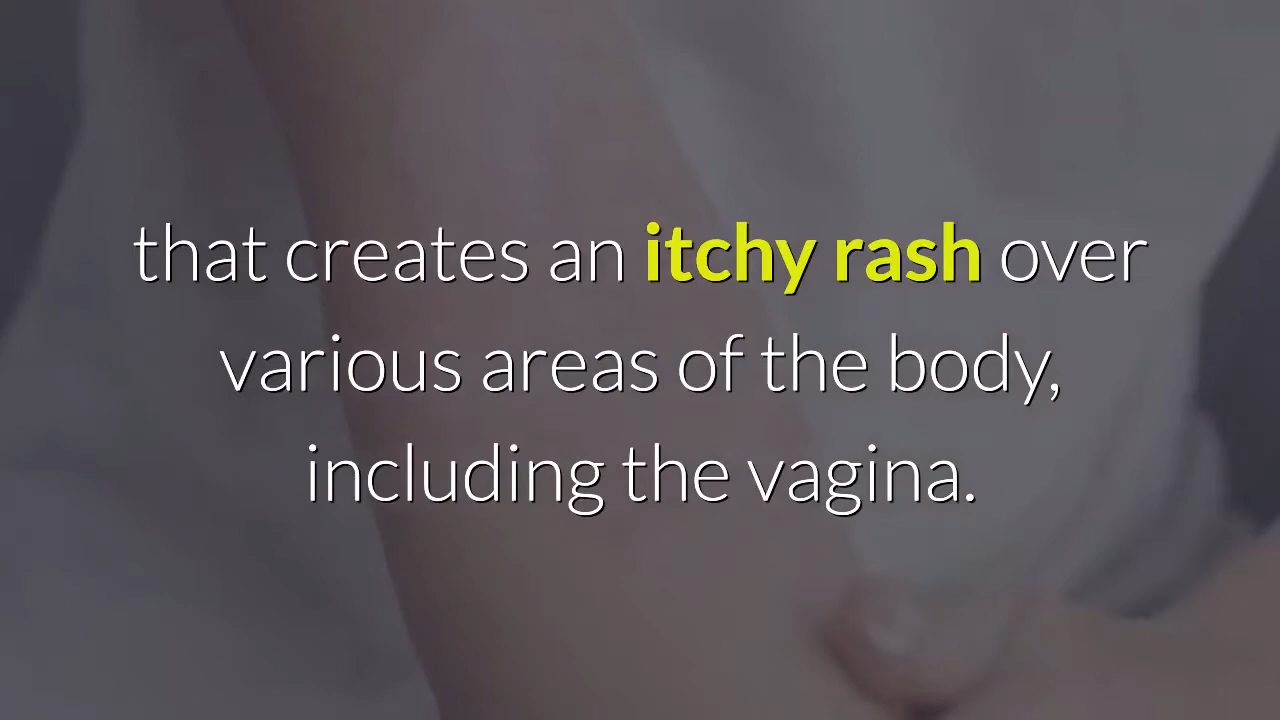 that creates an itchy rash over
various areas of the body,
including the vagina.